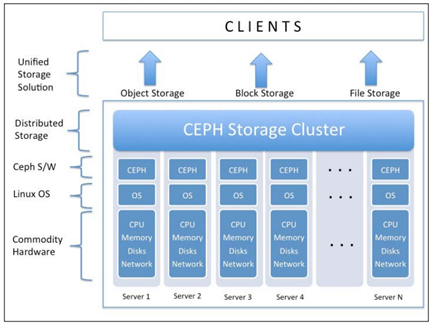 CLIENTS
Unified
Storage
Solution
Object Storage
Block Storage
File Storage
Distributed
Storage
CEPH Storage Cluster
Ceph S/W
CEPH CEPH CEPH CEPH ... CEPH
Linux OS
OS OS OS OS ... OS
Commodity
Hardware
CPU CPU CPU CPU CPU
Memory Memory Memory Memory Memory
Disks Disks Disks Disks ... Disks
Network Network Network Network Network
Server 1 Server 2 Server 3 Server 4 Server N